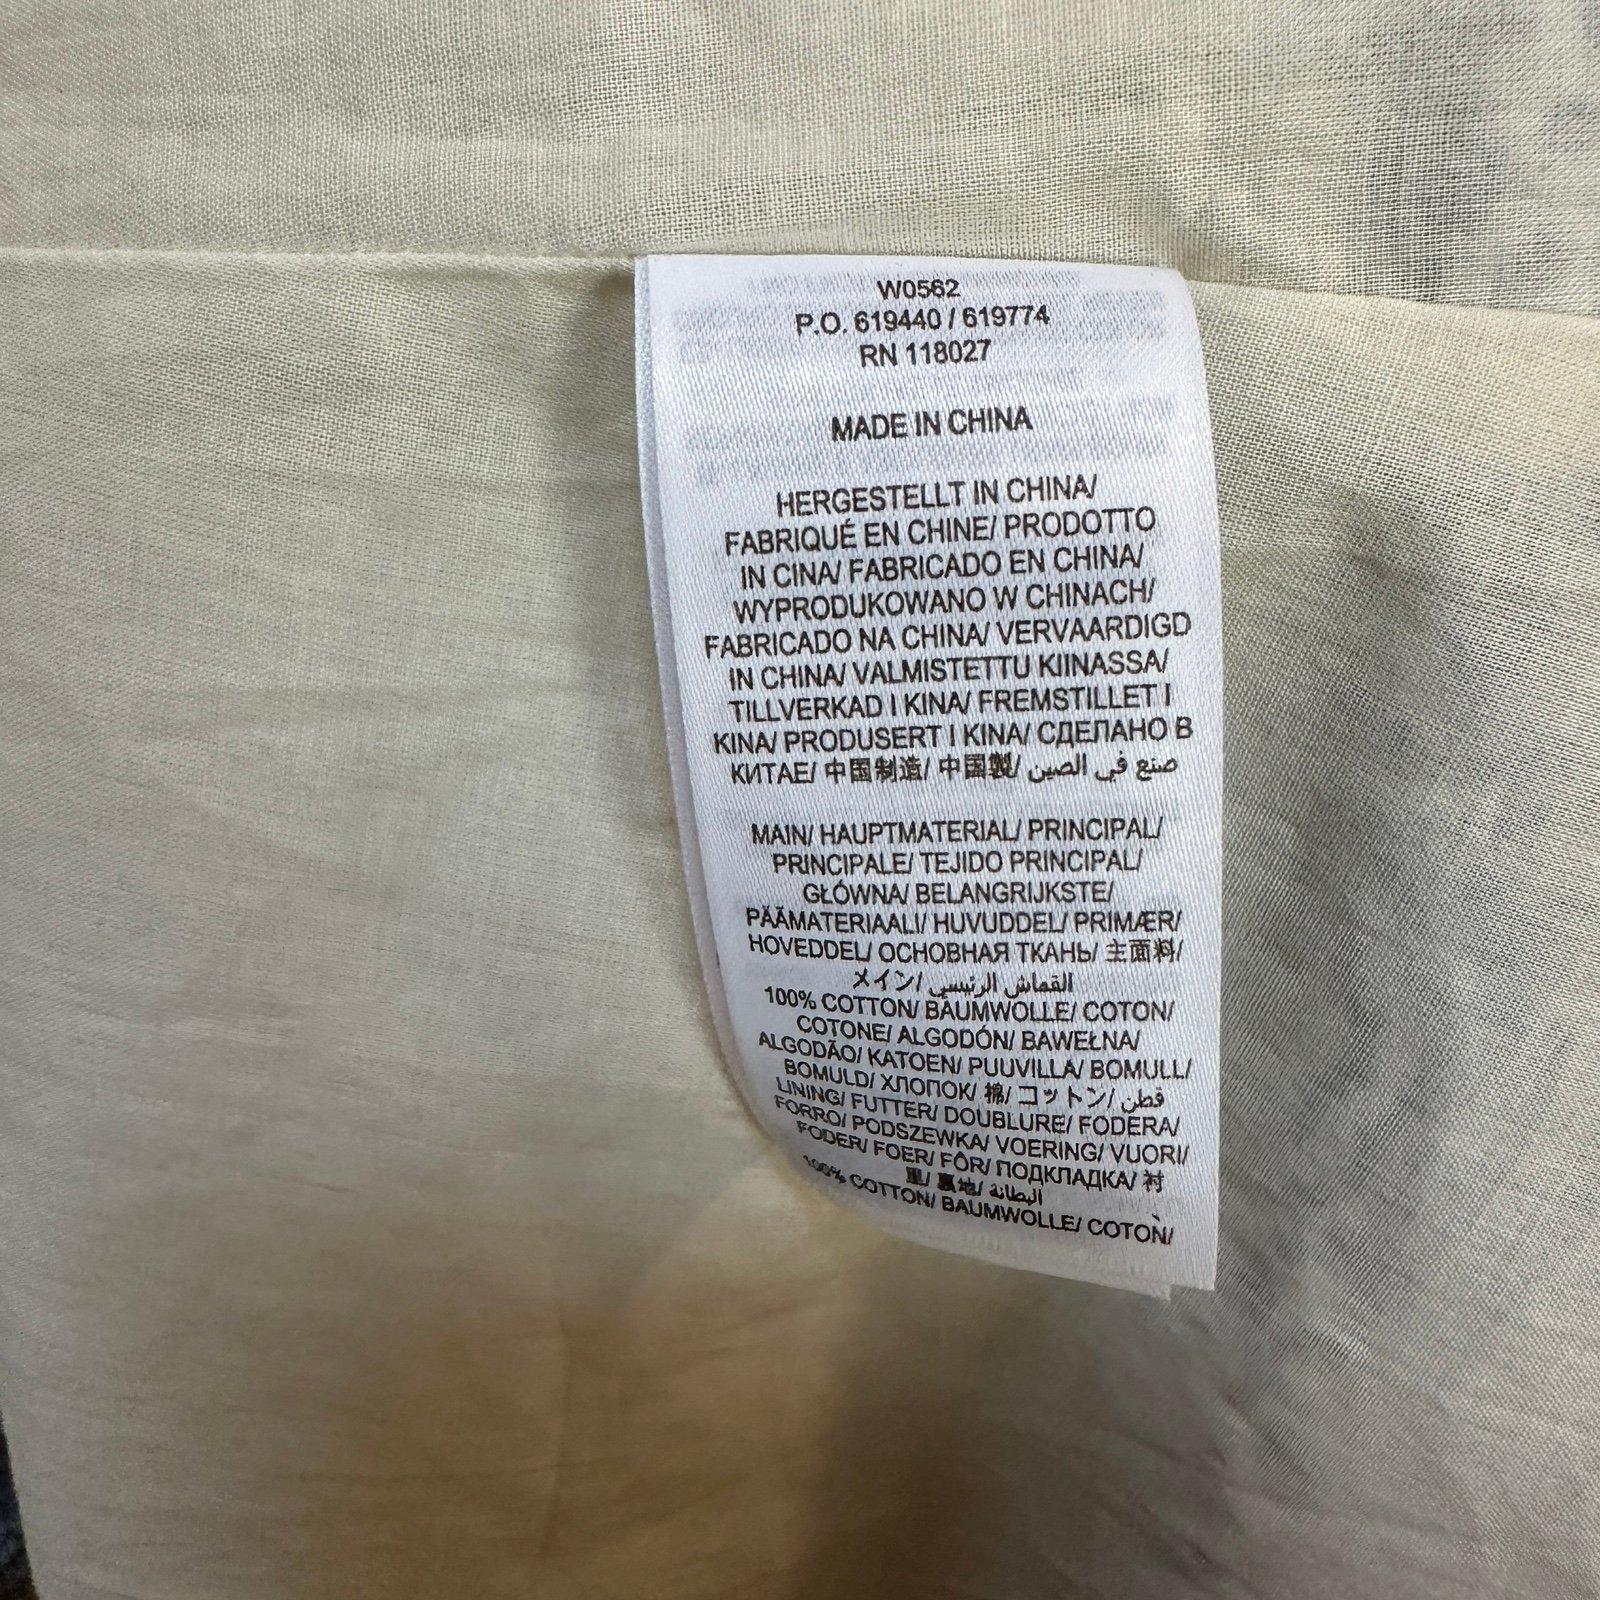 W0562
P.O. 619440 / 619774
RN 118027
MADE IN CHINA
HERGESTELLT IN CHINA/
FABRIQUÉ EN CHINE/ PRODOTTO
IN CINA/ FABRICADO EN CHINA/
WYPRODUKOWANO W CHINACH/
FABRICADO NA CHINA/ VERVAARDIGD
IN CHINA/ VALMISTETTU KIINASSA/
TILLVERKAD I KINA/ FREMSTILLET I
KINA/ PRODUSERT I KINA/ СДЕЛАНО В
КИТАЕ/ 中国制造/ 中国製/ صنع في الصين
MAIN/ HAUPTMATERIAL/ PRINCIPAL/
PRINCIPALE/ TEJIDO PRINCIPAL/
GŁÓWNA/ BELANGRIJKSTE/
PÄÄMATERIAALI/ HUVUDDEL/ PRIMÆR/
HOVEDDEL/ ОСНОВНАЯ ТКАНЬ/ 主面料/
メイン/ القماش الرئيسي
100% COTTON/ BAUMWOLLE/ COTON/
COTONE/ ALGODÓN/ BAWEŁNA/
ALGODÃO/ KATOEN/ PUUVILLA/ BOMULL/
BOMULD/ ХЛОПОК/ 棉/ コットン/ قطن
LINING/ FUTTER/ DOUBLURE/ FODERA/
FORRO/ PODSZEWKA/ VOERING/ VUORI/
FODER/ FOER/ FÔR/ ПОДКЛАДКА/ 衬
里/ 裏地/ البطانة
100% COTTON/ BAUMWOLLE/ COTON/